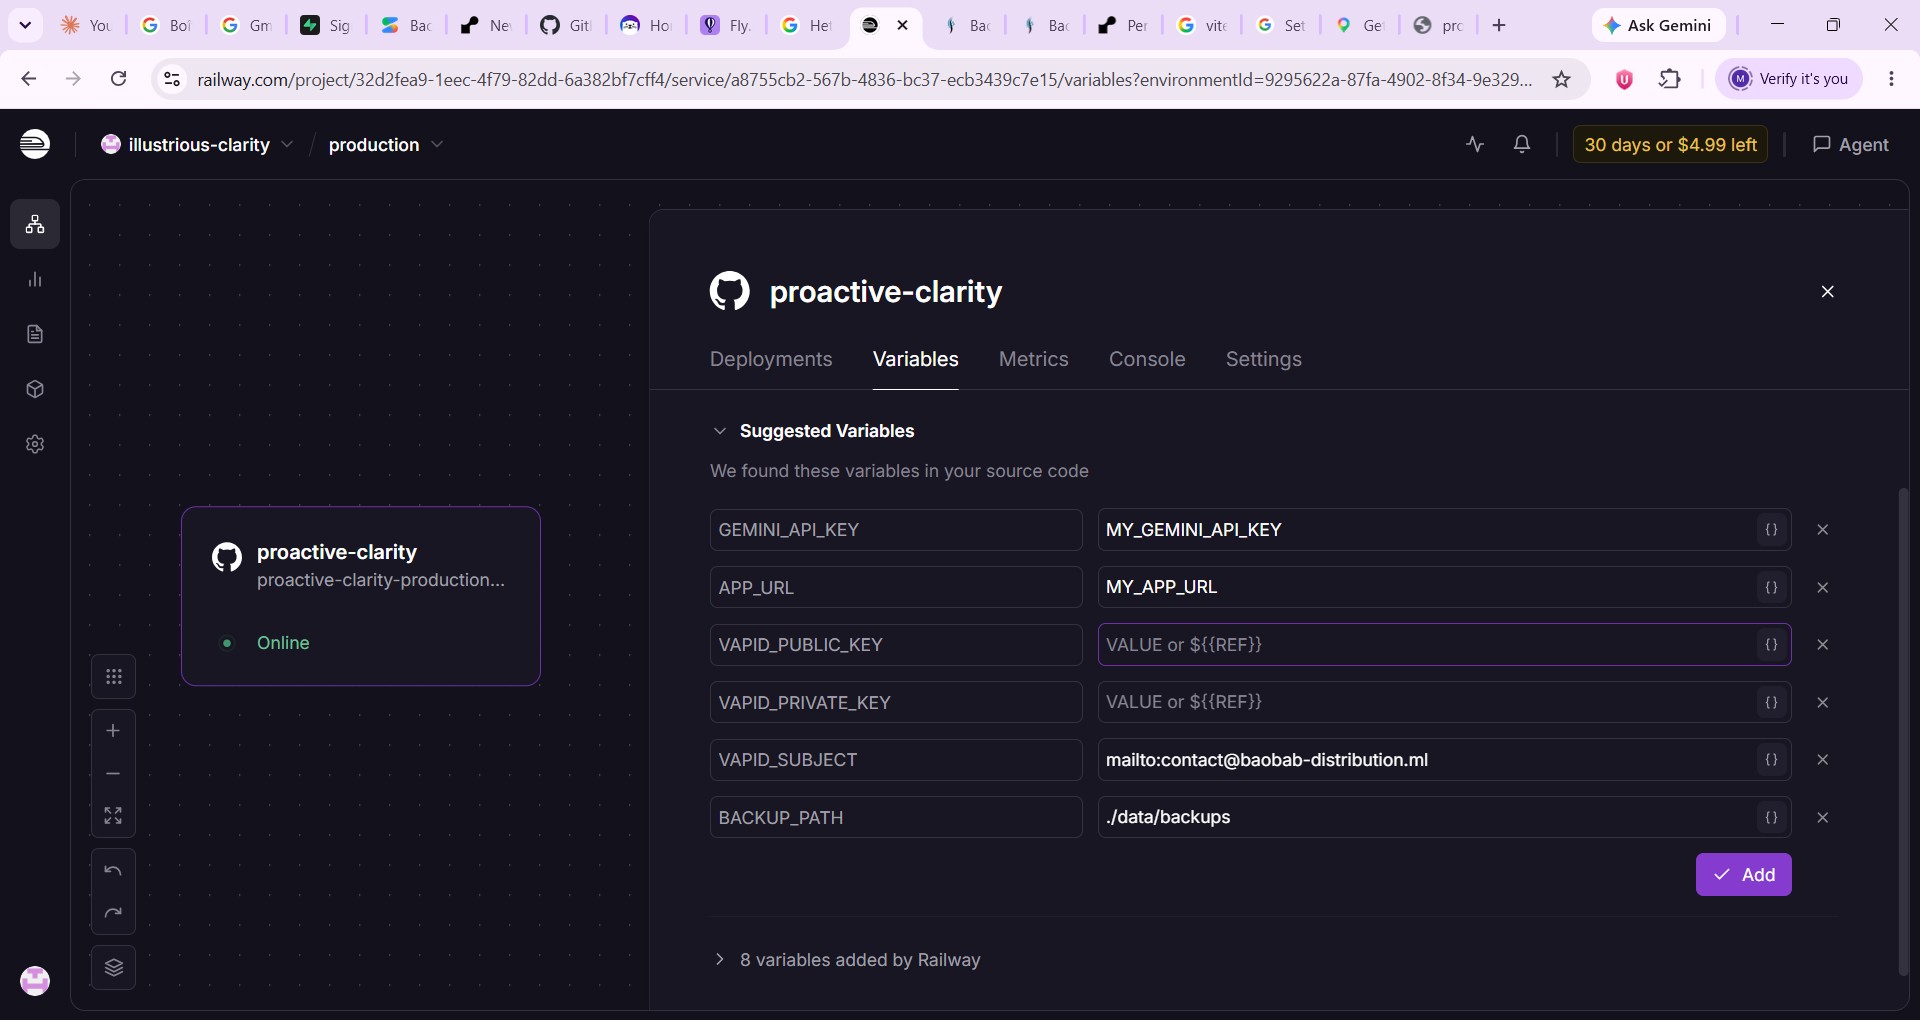 You
Boî
Gm
Sig
Bac
Nev
Git
Ho
Fly.
Het
Bac
Bac
Per
vite
Set
Get
pro
Ask Gemini
railway.com/project/32d2fea9-1eec-4f79-82dd-6a382bf7cff4/service/a8755cb2-567b-4836-bc37-ecb3439c7e15/variables?environmentId=9295622a-87fa-4902-8f34-9e329...
M
Verify it's you
illustrious-clarity
production
30 days or $4.99 left
Agent
proactive-clarity
Deployments
Variables
Metrics
Console
Settings
Suggested Variables
We found these variables in your source code
GEMINI_API_KEY
MY_GEMINI_API_KEY
{}
APP_URL
MY_APP_URL
{}
VAPID_PUBLIC_KEY
VALUE or ${{REF}}
{}
VAPID_PRIVATE_KEY
VALUE or ${{REF}}
{}
VAPID_SUBJECT
mailto:contact@baobab-distribution.ml
{}
BACKUP_PATH
./data/backups
{}
Add
8 variables added by Railway
proactive-clarity
proactive-clarity-production...
Online